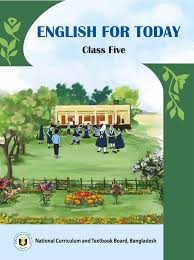 ENGLISH FOR TODAY
Class Five
National Curriculum and Textbook Board, Bangladesh